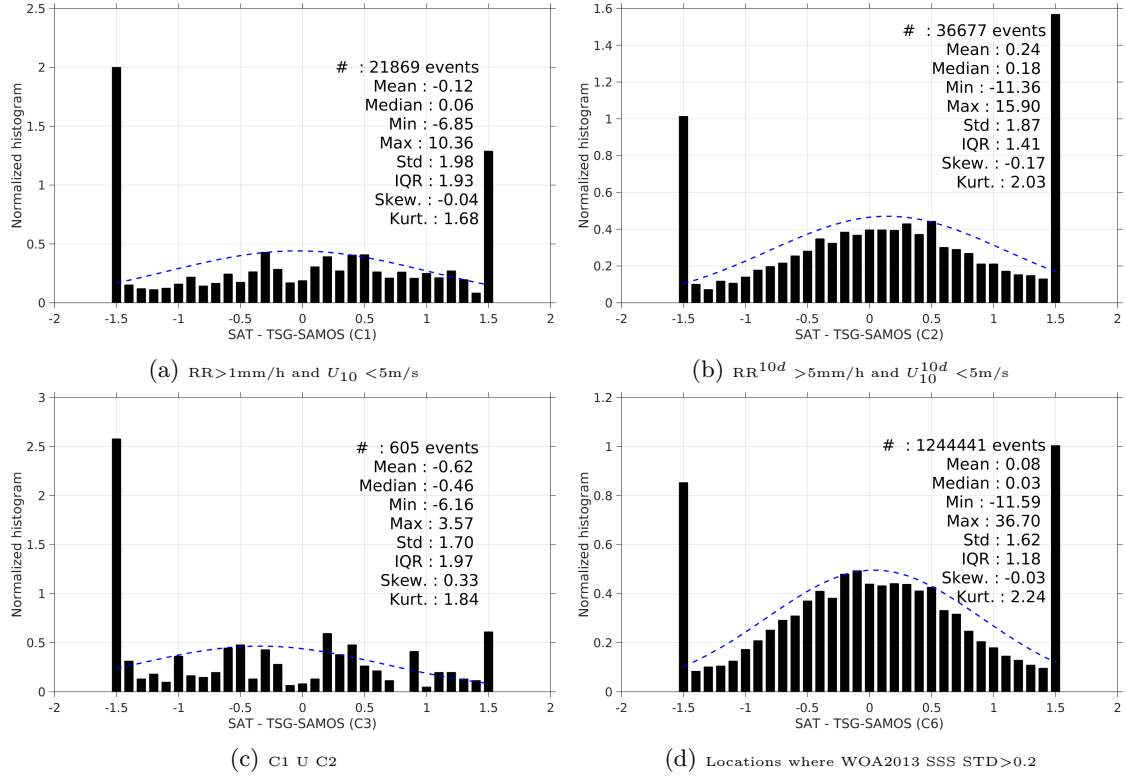 2.5
2
1.5
1
0.5
0
Normalized histogram
# : 21869 events
Mean : -0.12
Median : 0.06
Min : -6.85
Max : 10.36
Std : 1.98
IQR : 1.93
Skew. : -0.04
Kurt. : 1.68
-2 -1.5 -1 -0.5 0 0.5 1 1.5 2
SAT - TSG-SAMOS (C1)
(a) RR>1mm/h and U10 <5m/s
1.6
1.4
1.2
1
0.8
0.6
0.4
0.2
0
Normalized histogram
# : 36677 events
Mean : 0.24
Median : 0.18
Min : -11.36
Max : 15.90
Std : 1.87
IQR : 1.41
Skew. : -0.17
Kurt. : 2.03
-2 -1.5 -1 -0.5 0 0.5 1 1.5 2
SAT - TSG-SAMOS (C2)
(b) RR^10d >5mm/h and U_10^10d <5m/s
3
2.5
2
1.5
1
0.5
0
Normalized histogram
# : 605 events
Mean : -0.62
Median : -0.46
Min : -6.16
Max : 3.57
Std : 1.70
IQR : 1.97
Skew. : 0.33
Kurt. : 1.84
-2 -1.5 -1 -0.5 0 0.5 1 1.5 2
SAT - TSG-SAMOS (C3)
(c) C1 U C2
1.2
1
0.8
0.6
0.4
0.2
0
Normalized histogram
# : 1244441 events
Mean : 0.08
Median : 0.03
Min : -11.59
Max : 36.70
Std : 1.62
IQR : 1.18
Skew. : -0.03
Kurt. : 2.24
-2 -1.5 -1 -0.5 0 0.5 1 1.5 2
SAT - TSG-SAMOS (C6)
(d) Locations where WOA2013 SSS STD>0.2